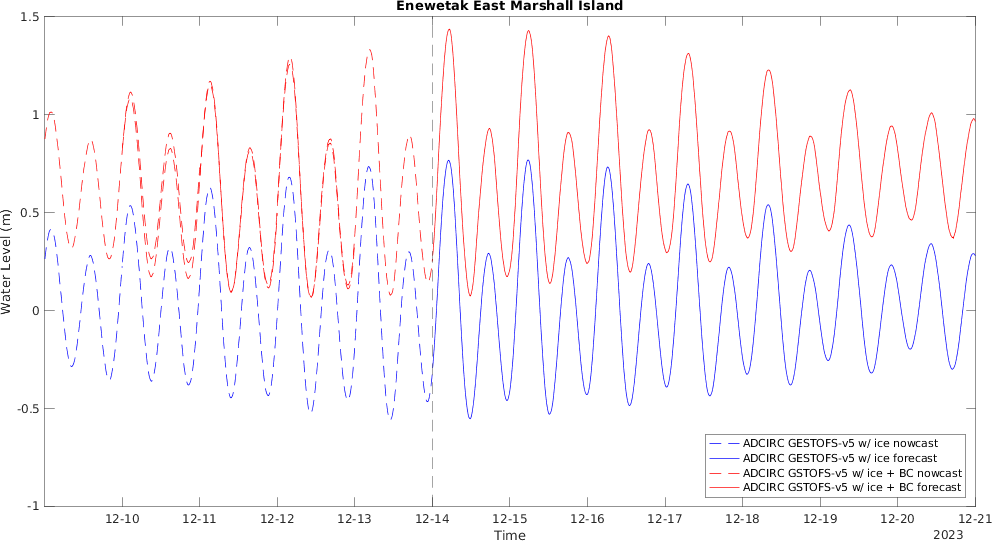 Enewetak East Marshall Island
1.5
1
0.5
0
-0.5
-1
Water Level (m)
ADCIRC GESTOFS-v5 w/ ice nowcast
ADCIRC GESTOFS-v5 w/ ice forecast
ADCIRC GSTOFS-v5 w/ ice + BC nowcast
ADCIRC GSTOFS-v5 w/ ice + BC forecast
12-10 12-11 12-12 12-13 12-14 12-15 12-16 12-17 12-18 12-19 12-20 12-21
Time
2023